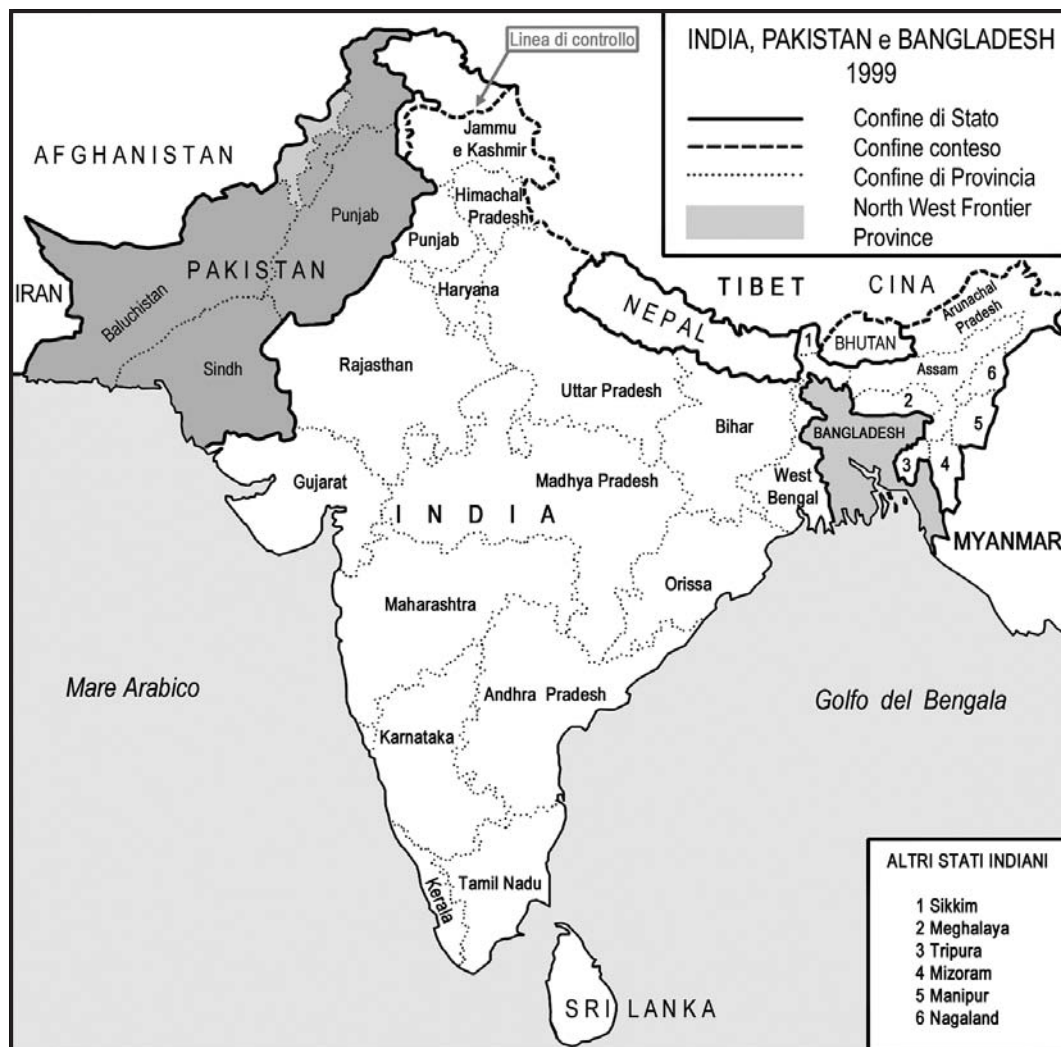 Linea di controllo
INDIA, PAKISTAN e BANGLADESH
1999
Confine di Stato
Confine conteso
Confine di Provincia
North West Frontier
Province
AFGHANISTAN
Jammu
e Kashmir
Himachal
Pradesh
Punjab
Punjab
PAKISTAN
IRAN
Baluchistan
Haryana
TIBET
CINA
NEPAL
Arunachal
Pradesh
1
BHUTAN
Sindh
Rajasthan
Uttar Pradesh
Assam
6
2
5
Bihar
BANGLADESH
3
4
Gujarat
Madhya Pradesh
West
Bengal
INDIA
MYANMAR
Orissa
Maharashtra
Mare Arabico
Andhra Pradesh
Golfo del Bengala
Karnataka
Kerala
Tamil Nadu
SRI LANKA
ALTRI STATI INDIANI
1 Sikkim
2 Meghalaya
3 Tripura
4 Mizoram
5 Manipur
6 Nagaland